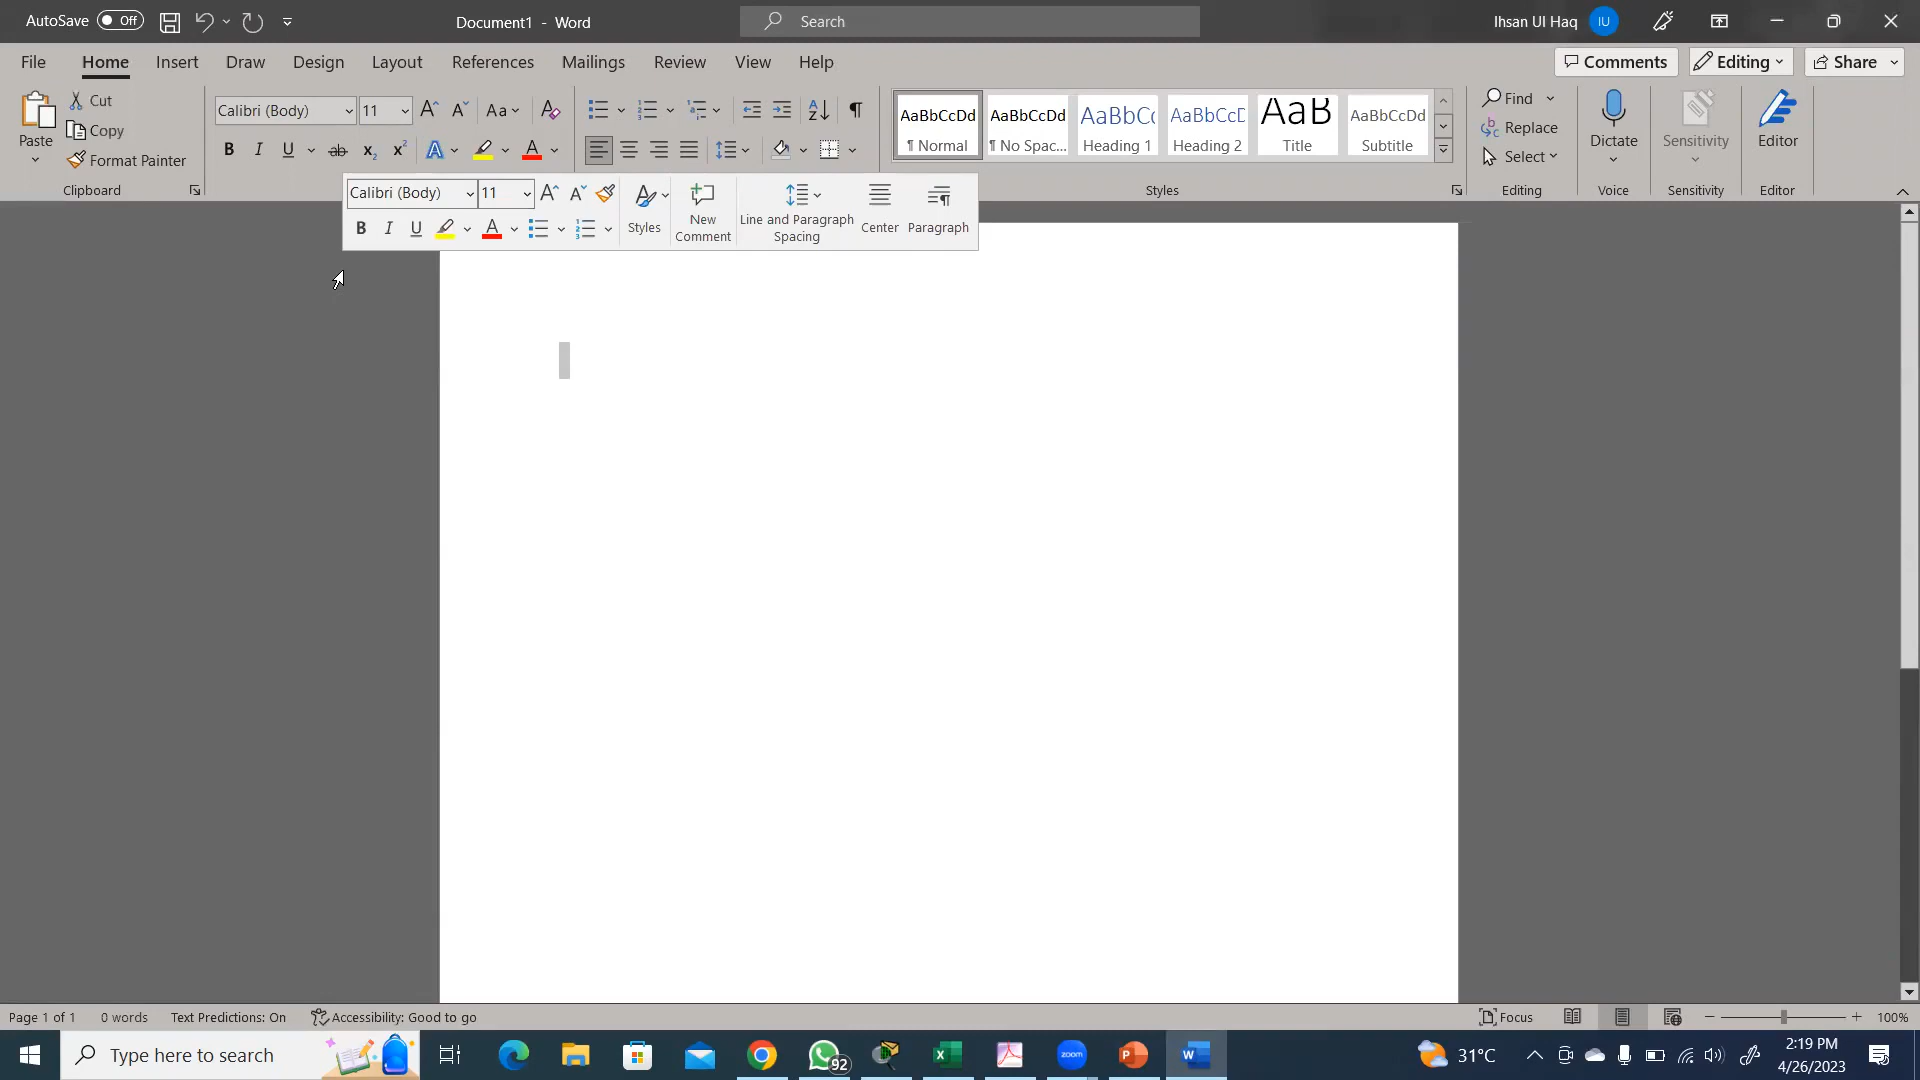 AutoSave Off Document1 - Word Search Ihsan Ul Haq IU
File Home Insert Draw Design Layout References Mailings Review View Help Comments Editing Share
Paste
Cut
Copy
Format Painter
Clipboard
Calibri (Body) 11 Aa
B I U ab x₂ x² A A
AaBbCcDd AaBbCcDd AaBbCc AaBbCcD AaB AaBbCcDd
¶ Normal ¶ No Spac... Heading 1 Heading 2 Title Subtitle
Styles
Find
Replace
Select
Editing
Dictate
Voice
Sensitivity
Sensitivity
Editor
Editor
Calibri (Body) 11
B I U A
Styles
New
Comment
Line and Paragraph
Spacing
Center
Paragraph
Page 1 of 1 0 words Text Predictions: On Accessibility: Good to go Focus 100%
Type here to search 92 zoom 31°C 2:19 PM
4/26/2023